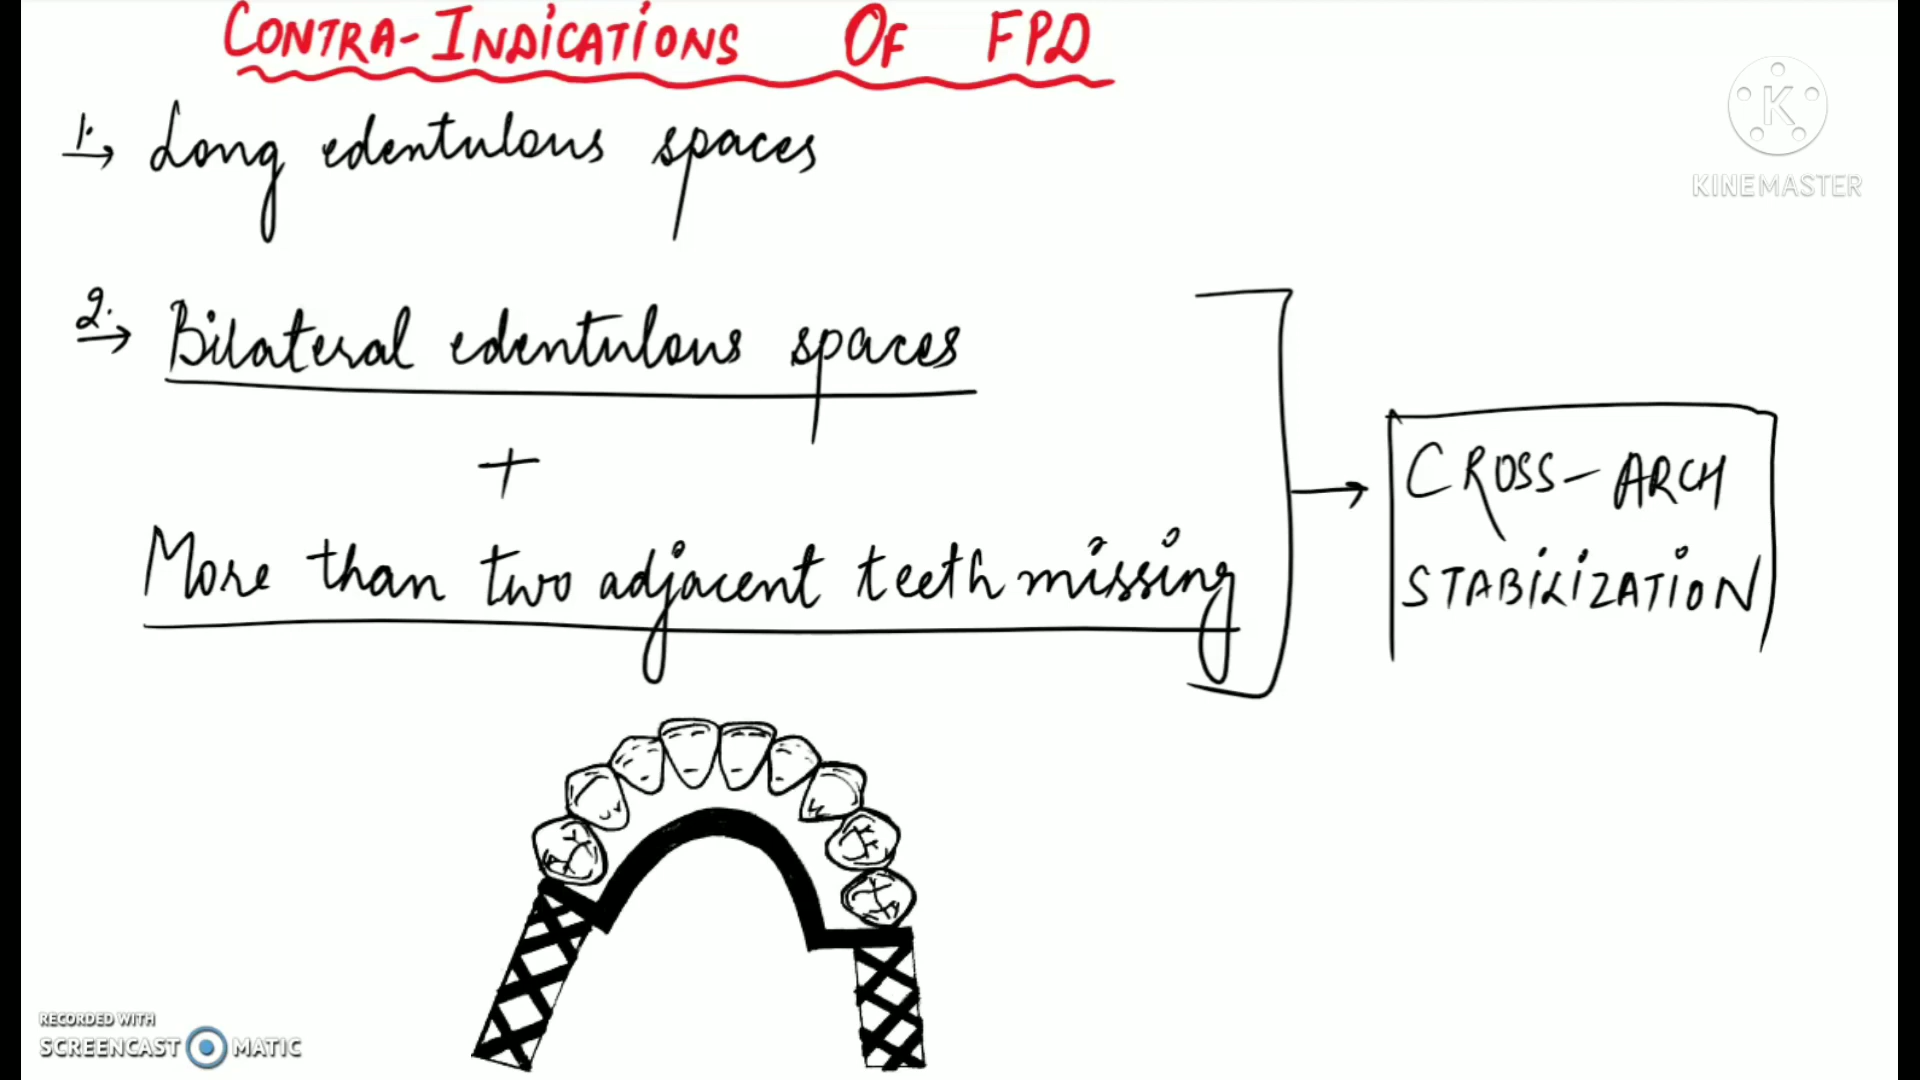 CONTRA-INDICATIONS OF FPD
1. → Long edentulous spaces
2. → Bilateral edentulous spaces
+
More than two adjacent teeth missing
→ CROSS-ARCH
STABILIZATION
K
KINEMASTER
RECORDED WITH
SCREENCAST MATIC